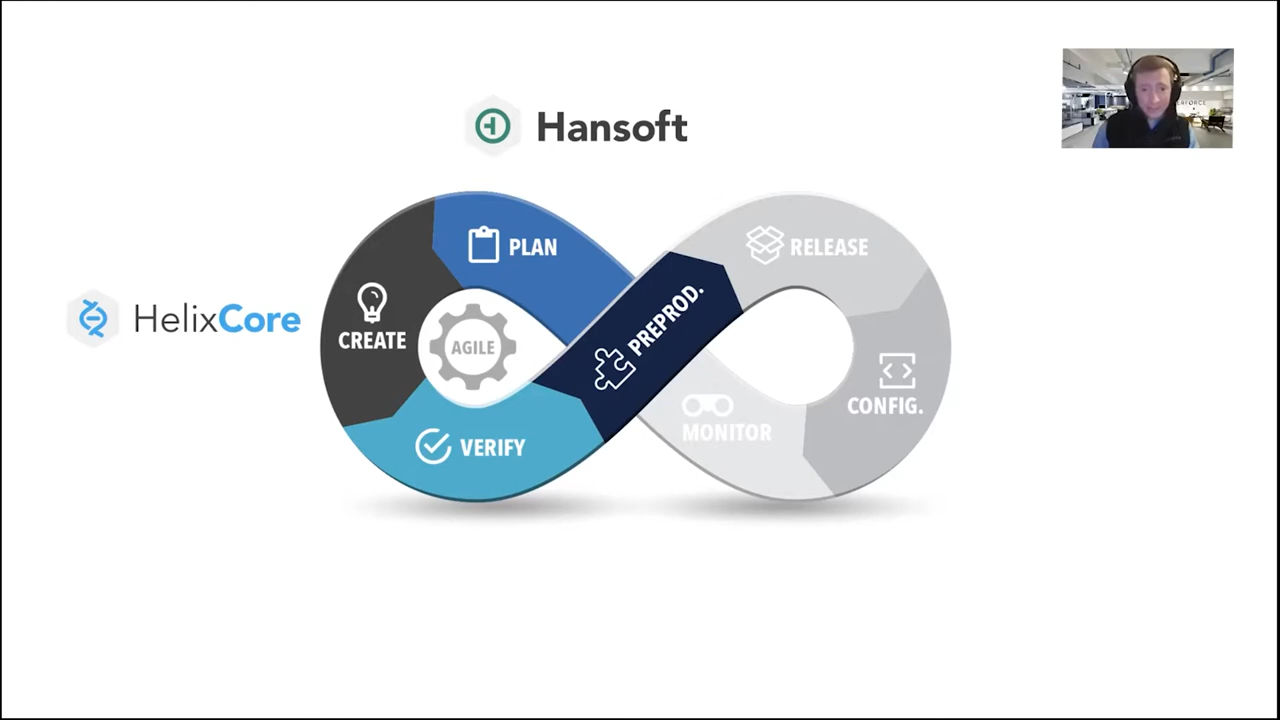 Hansoft
PLAN
RELEASE
PREPROD.
HelixCore
CREATE
AGILE
CONFIG.
MONITOR
VERIFY